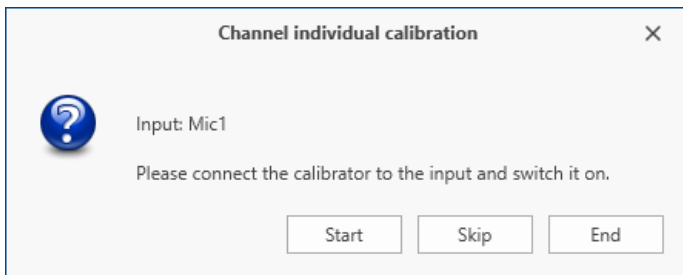 Channel individual calibration
Input: Mic1
Please connect the calibrator to the input and switch it on.
Start Skip End